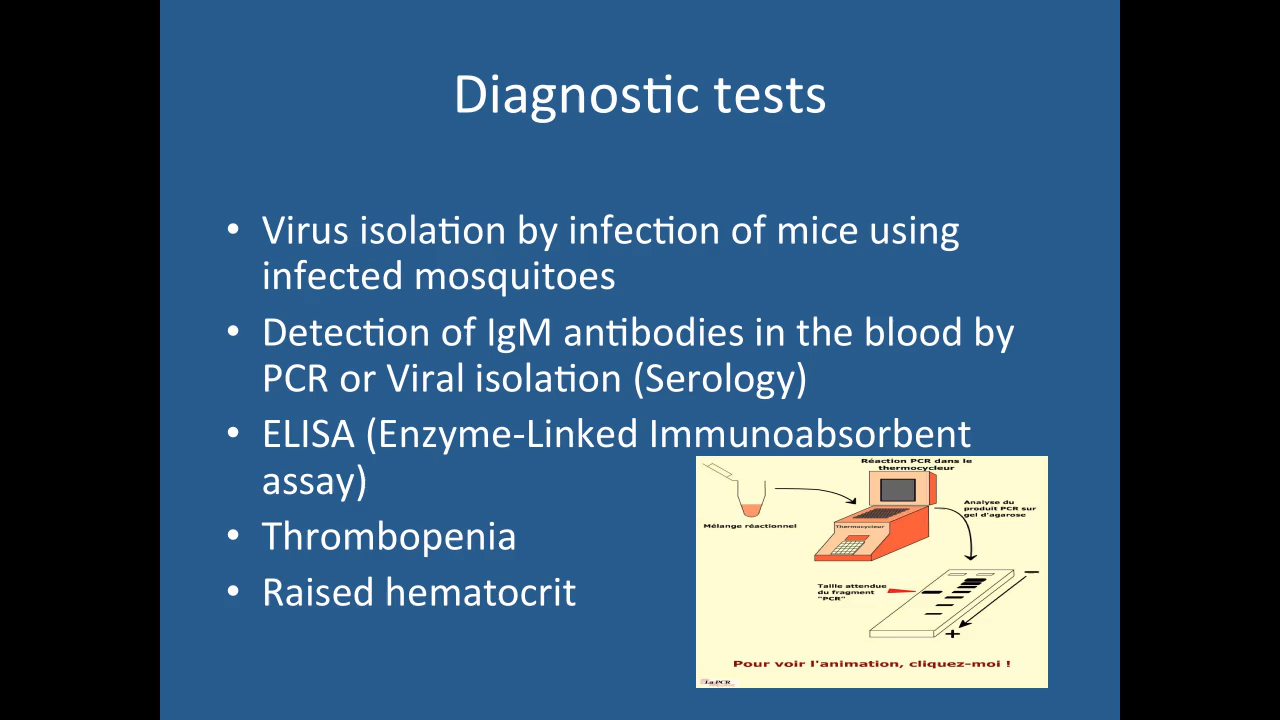 Diagnostic tests
• Virus isolation by infection of mice using
infected mosquitoes
• Detection of IgM antibodies in the blood by
PCR or Viral isolation (Serology)
• ELISA (Enzyme-Linked Immunoabsorbent
assay)
• Thrombopenia
• Raised hematocrit
Réaction PCR dans le
thermocycleur
Mélange réactionnel
Thermocycleur
Analyse du
produit PCR sur
gel d'agarose
Taille attendue
du fragment
"PCR"
−
+
Pour voir l'animation, cliquez-moi !
La PCR